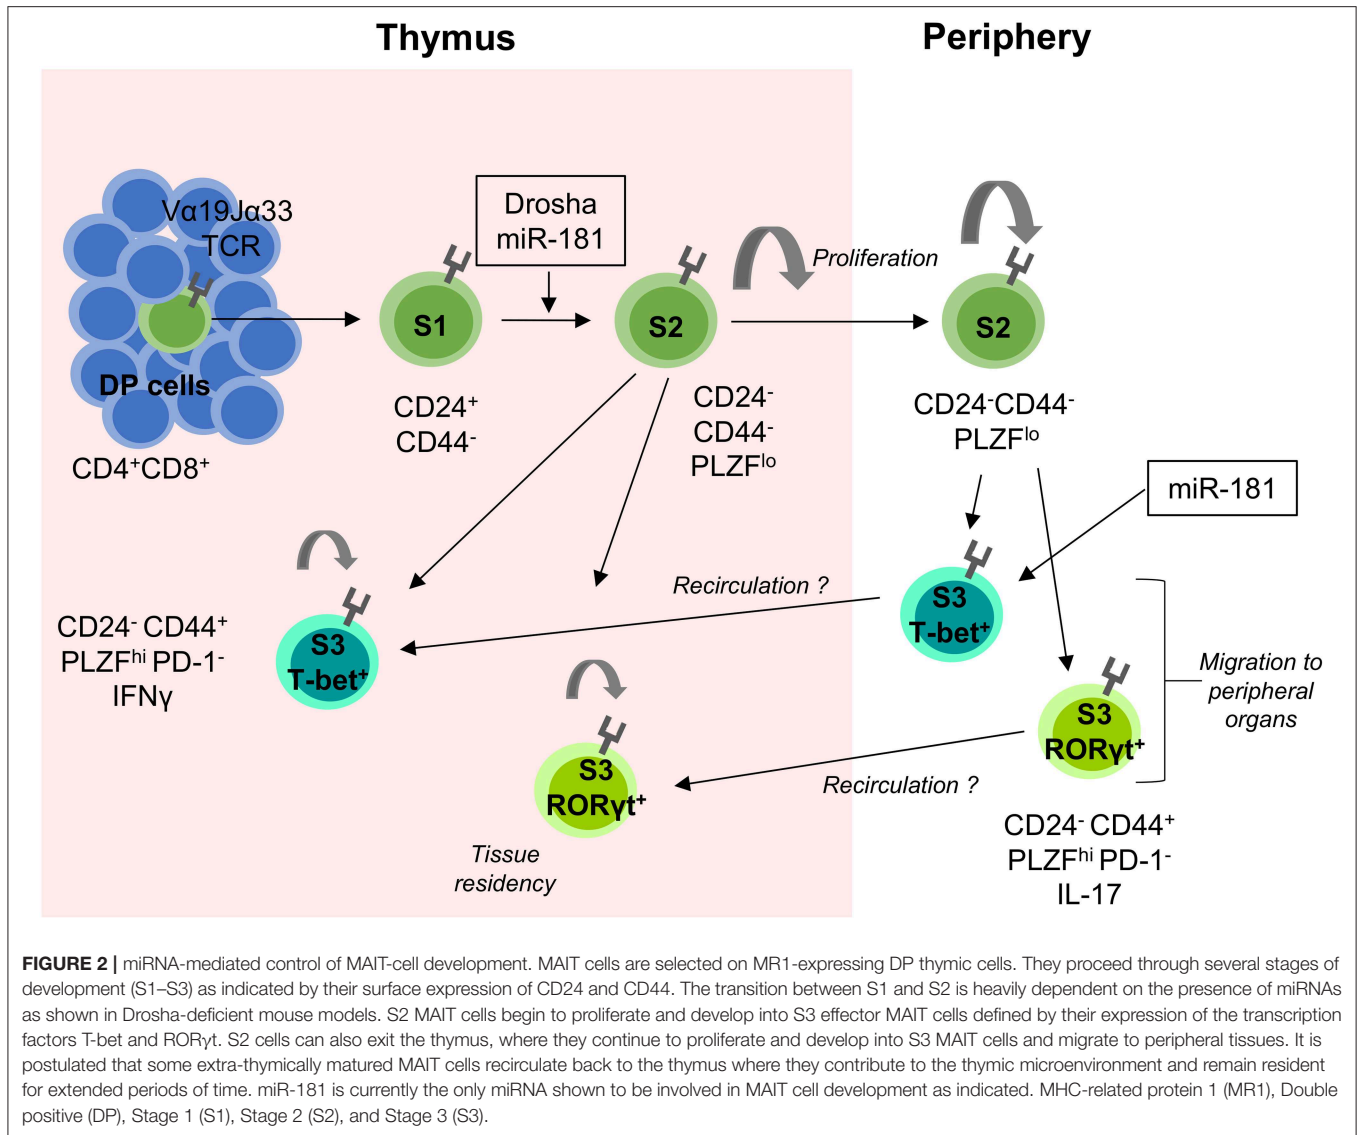 Thymus
Periphery
Vα19Jα33
TCR
DP cells
CD4⁺CD8⁺
S1
CD24⁺
CD44⁻
Drosha
miR-181
S2
CD24⁻
CD44⁻
PLZFˡᵒ
Proliferation
S2
CD24⁻CD44⁻
PLZFˡᵒ
miR-181
S3
T-bet⁺
Recirculation ?
CD24⁻ CD44⁺
PLZFʰⁱ PD-1⁻
IFNγ
S3
T-bet⁺
S3
RORγt⁺
Migration to
peripheral
organs
Recirculation ?
S3
RORγt⁺
Tissue
residency
CD24⁻ CD44⁺
PLZFʰⁱ PD-1⁻
IL-17
FIGURE 2 | miRNA-mediated control of MAIT-cell development. MAIT cells are selected on MR1-expressing DP thymic cells. They proceed through several stages of
development (S1–S3) as indicated by their surface expression of CD24 and CD44. The transition between S1 and S2 is heavily dependent on the presence of miRNAs
as shown in Drosha-deficient mouse models. S2 MAIT cells begin to proliferate and develop into S3 effector MAIT cells defined by their expression of the transcription
factors T-bet and RORγt. S2 cells can also exit the thymus, where they continue to proliferate and develop into S3 MAIT cells and migrate to peripheral tissues. It is
postulated that some extra-thymically matured MAIT cells recirculate back to the thymus where they contribute to the thymic microenvironment and remain resident
for extended periods of time. miR-181 is currently the only miRNA shown to be involved in MAIT cell development as indicated. MHC-related protein 1 (MR1), Double
positive (DP), Stage 1 (S1), Stage 2 (S2), and Stage 3 (S3).